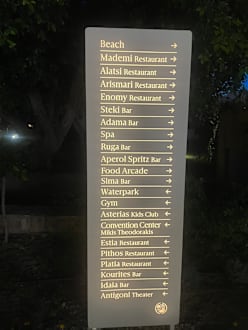 Beach →
Mademi Restaurant →
Alatsi Restaurant →
Arismari Restaurant →
Enomy Restaurant →
Steki Bar →
Adama Bar →
Spa →
Ruga Bar →
Aperol Spritz Bar →
Food Arcade →
Sima Bar ←
Waterpark ←
Gym ←
Asterias Kids Club ←
Convention Center ←
Mikis Theodorakis
Estia Restaurant ←
Pithos Restaurant ←
Platia Restaurant ←
Kourites Bar ←
Idaia Bar ←
Antigoni Theater ←